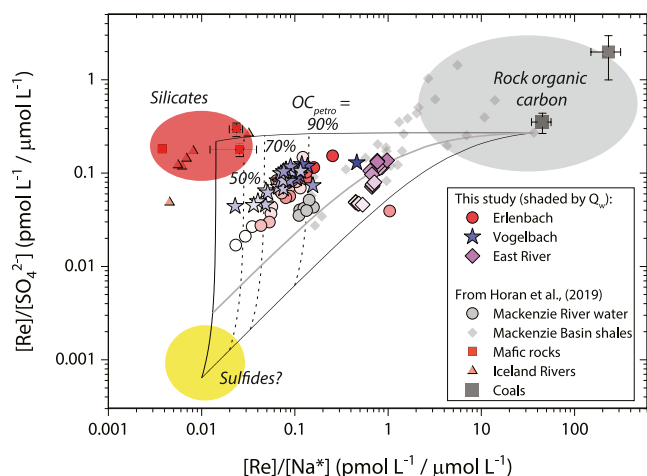 [Re]/[SO₄²⁻] (pmol L⁻¹ / μmol L⁻¹)
1
0.1
0.01
0.001
Silicates
OCpetro =
90%
70%
50%
Rock organic
carbon
Sulfides?
This study (shaded by Qw):
Erlenbach
Vogelbach
East River
From Horan et al., (2019)
Mackenzie River water
Mackenzie Basin shales
Mafic rocks
Iceland Rivers
Coals
0.001 0.01 0.1 1 10 100
[Re]/[Na*] (pmol L⁻¹ / μmol L⁻¹)